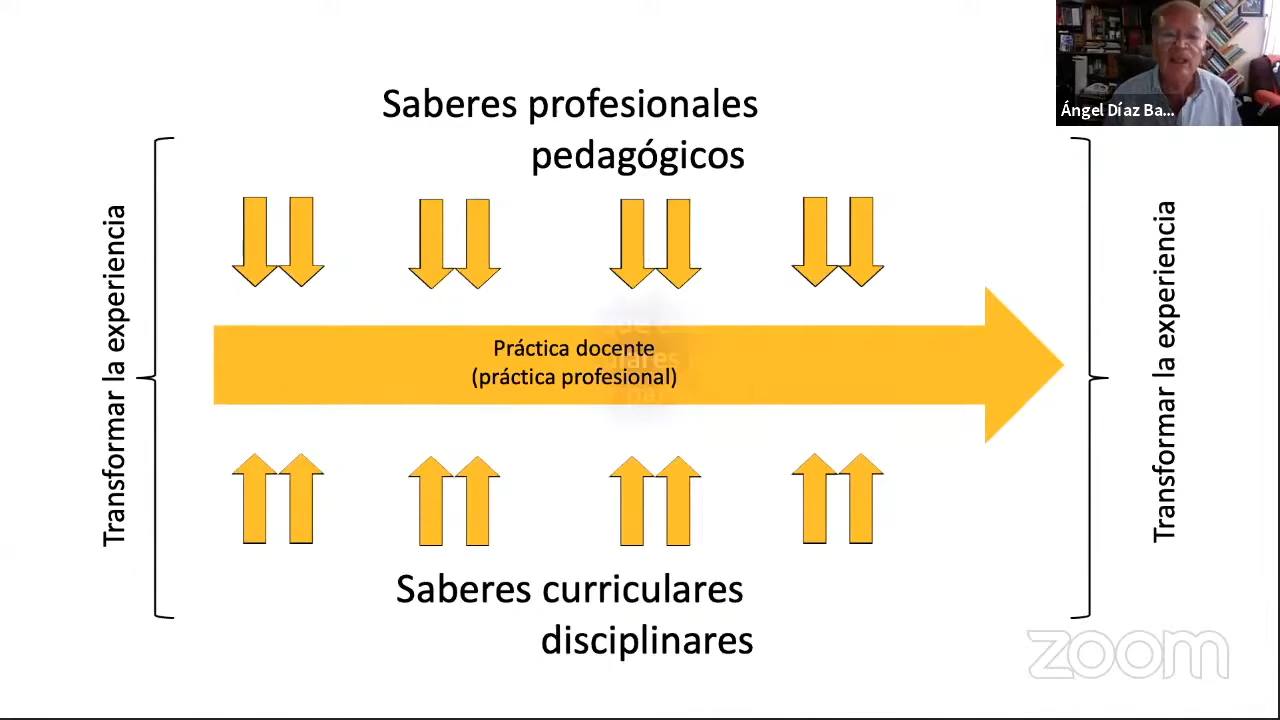 Ángel Díaz Ba...
Saberes profesionales
pedagógicos
Transformar la experiencia
Práctica docente
(práctica profesional)
Transformar la experiencia
Saberes curriculares
disciplinares
zoom